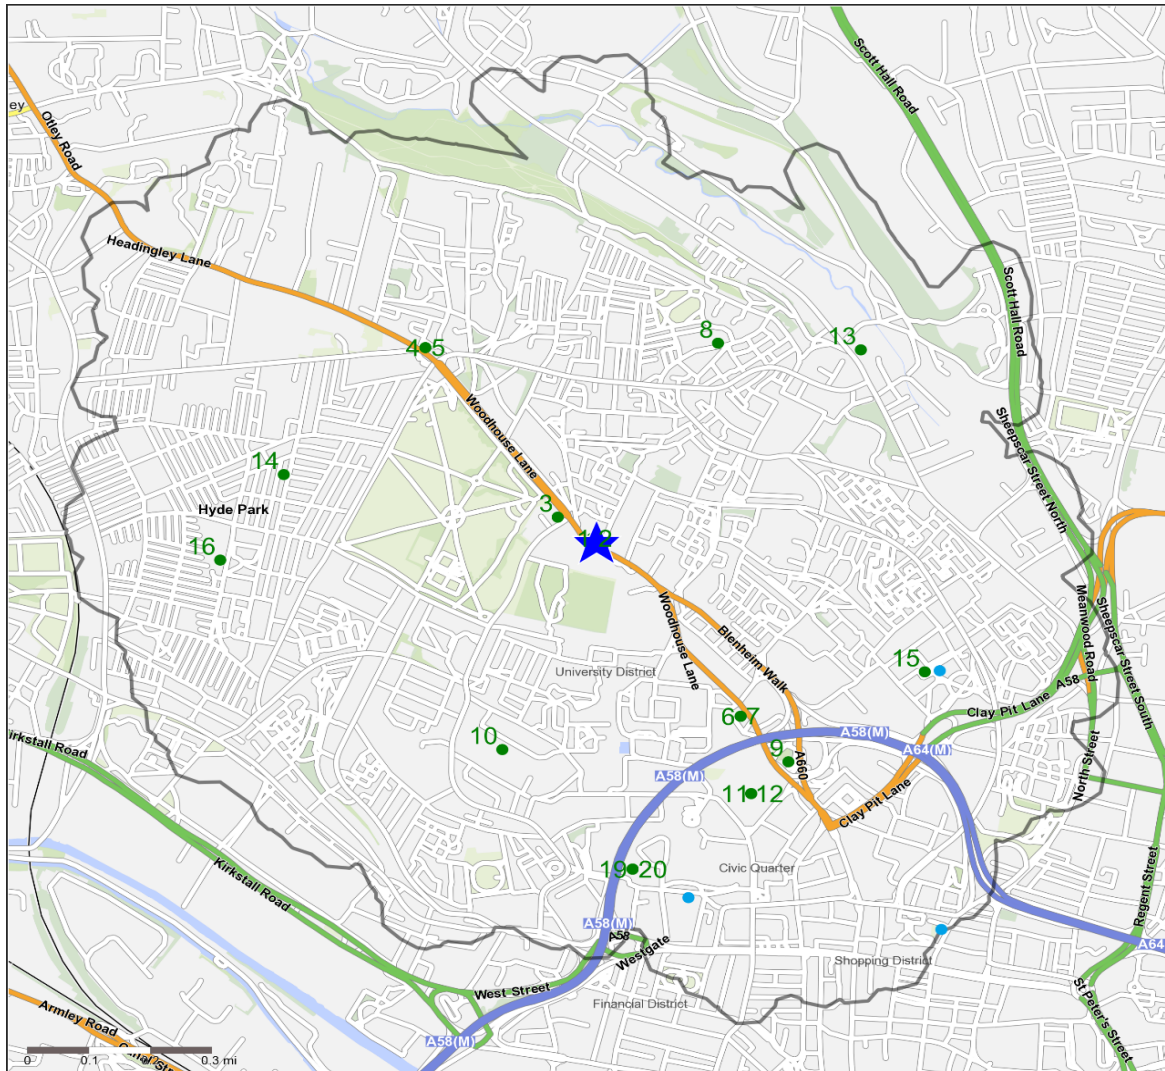 Scott Hall Road
ey
Otley Road
Headingley Lane
Scott Hall Road
8
13
4 5
Woodhouse Lane
Sheepscar Street North
14
Hyde Park
3
1 2
16
Meanwood Road
Sheepscar Street South
Woodhouse Lane
Blenheim Walk
University District
15
A58
Clay Pit Lane
6 7
A58(M)
A64(M)
Kirkstall Road
10
9
A660
A58(M)
North Street
11 12
Clay Pit Lane
19 20
Civic Quarter
Kirkstall Road
Regent Street
A58(M)
A58
Westgate
A64
Shopping District
West Street
Financial District
St Peter's Street
Armley Road
A58(M)
0 0.1 0.3 mi